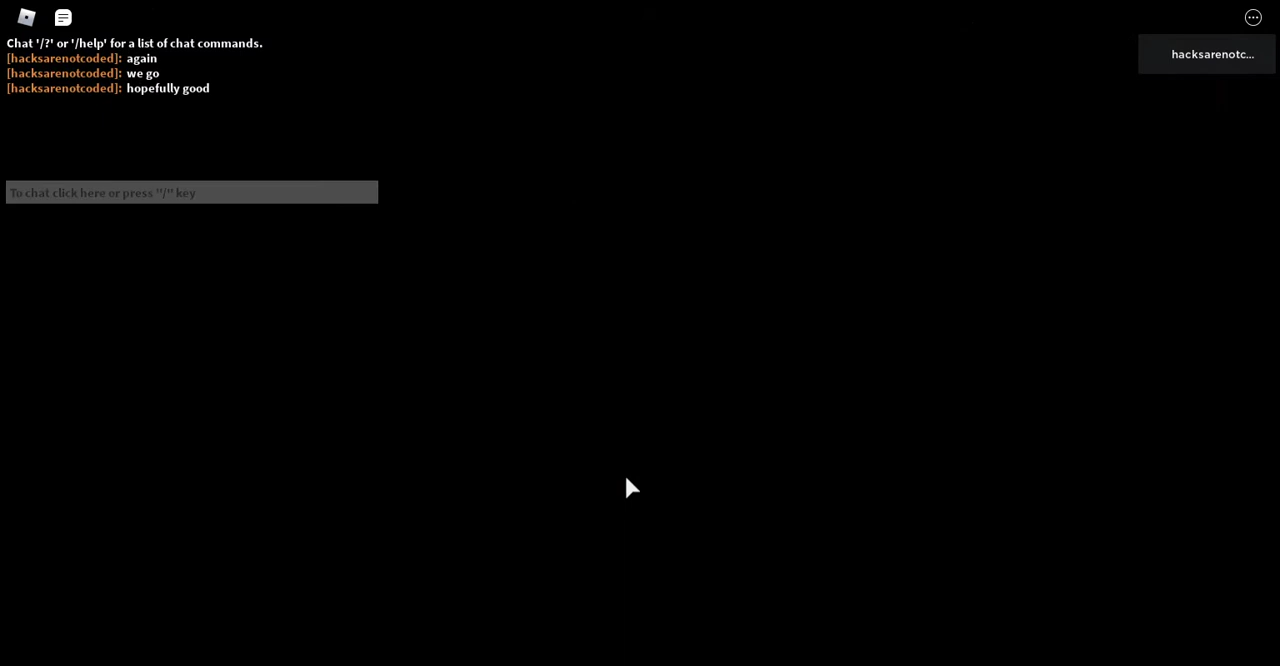 Chat '/?' or '/help' for a list of chat commands.
hacksarenotc...
[hacksarenotcoded]: again
[hacksarenotcoded]: we go
[hacksarenotcoded]: hopefully good
To chat click here or press "/" key